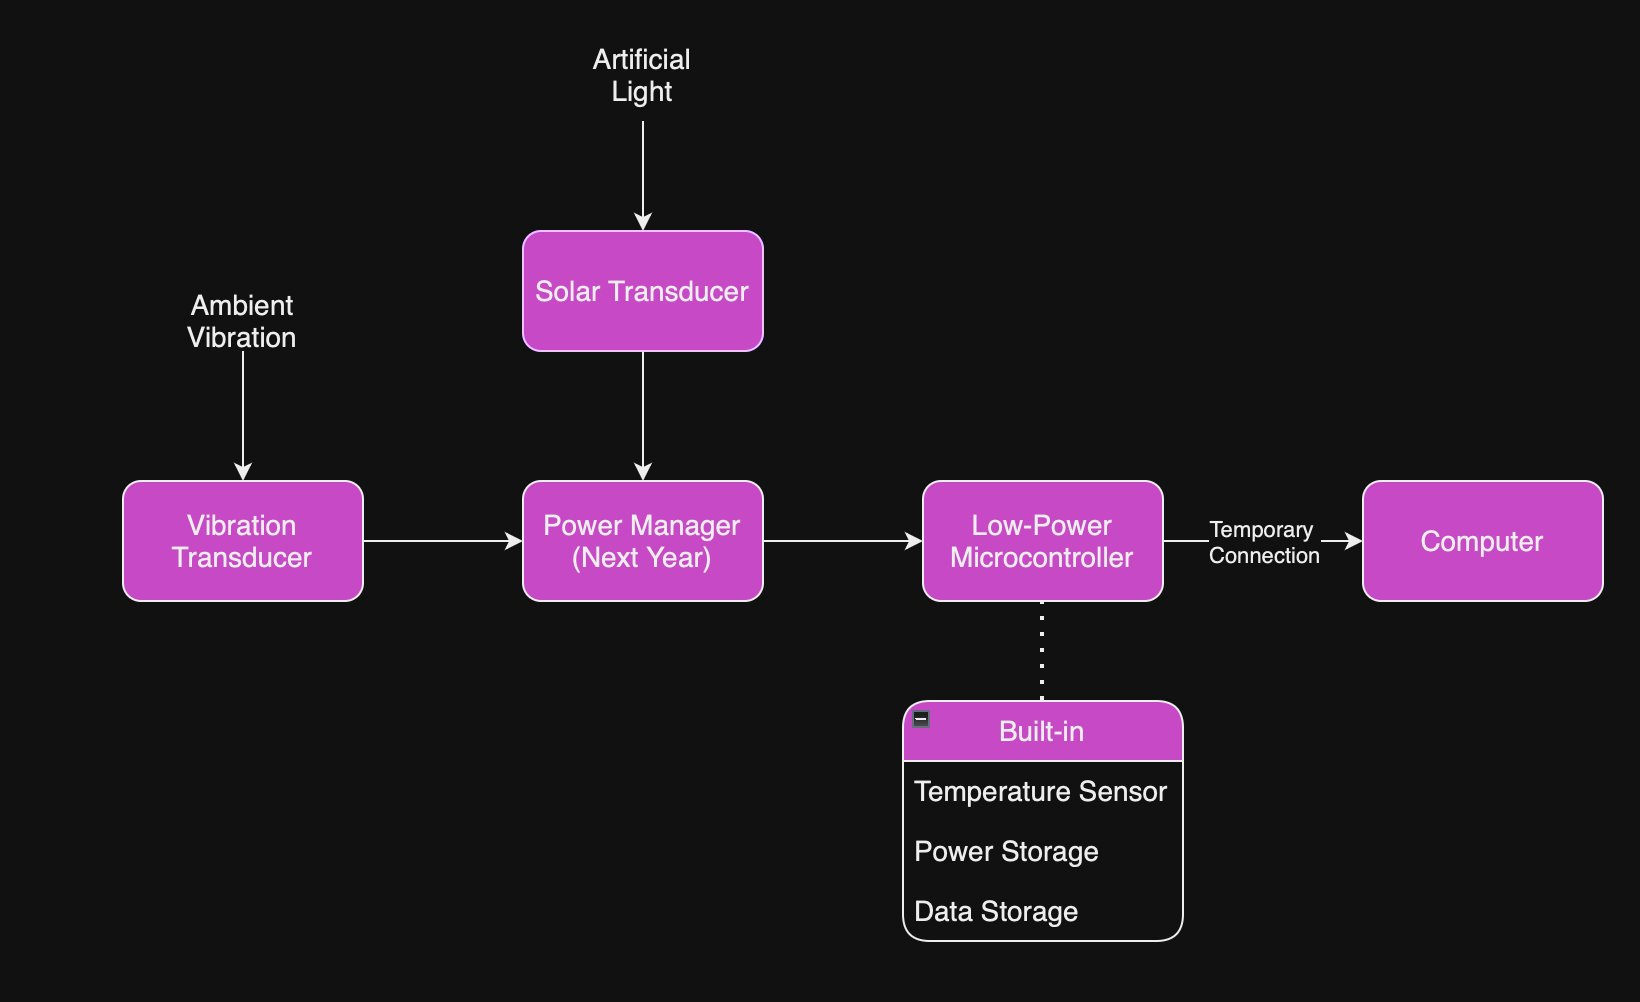 Artificial
Light
Solar Transducer
Ambient
Vibration
Vibration
Transducer
Power Manager
(Next Year)
Low-Power
Microcontroller
Temporary
Connection
Computer
Built-in
Temperature Sensor
Power Storage
Data Storage